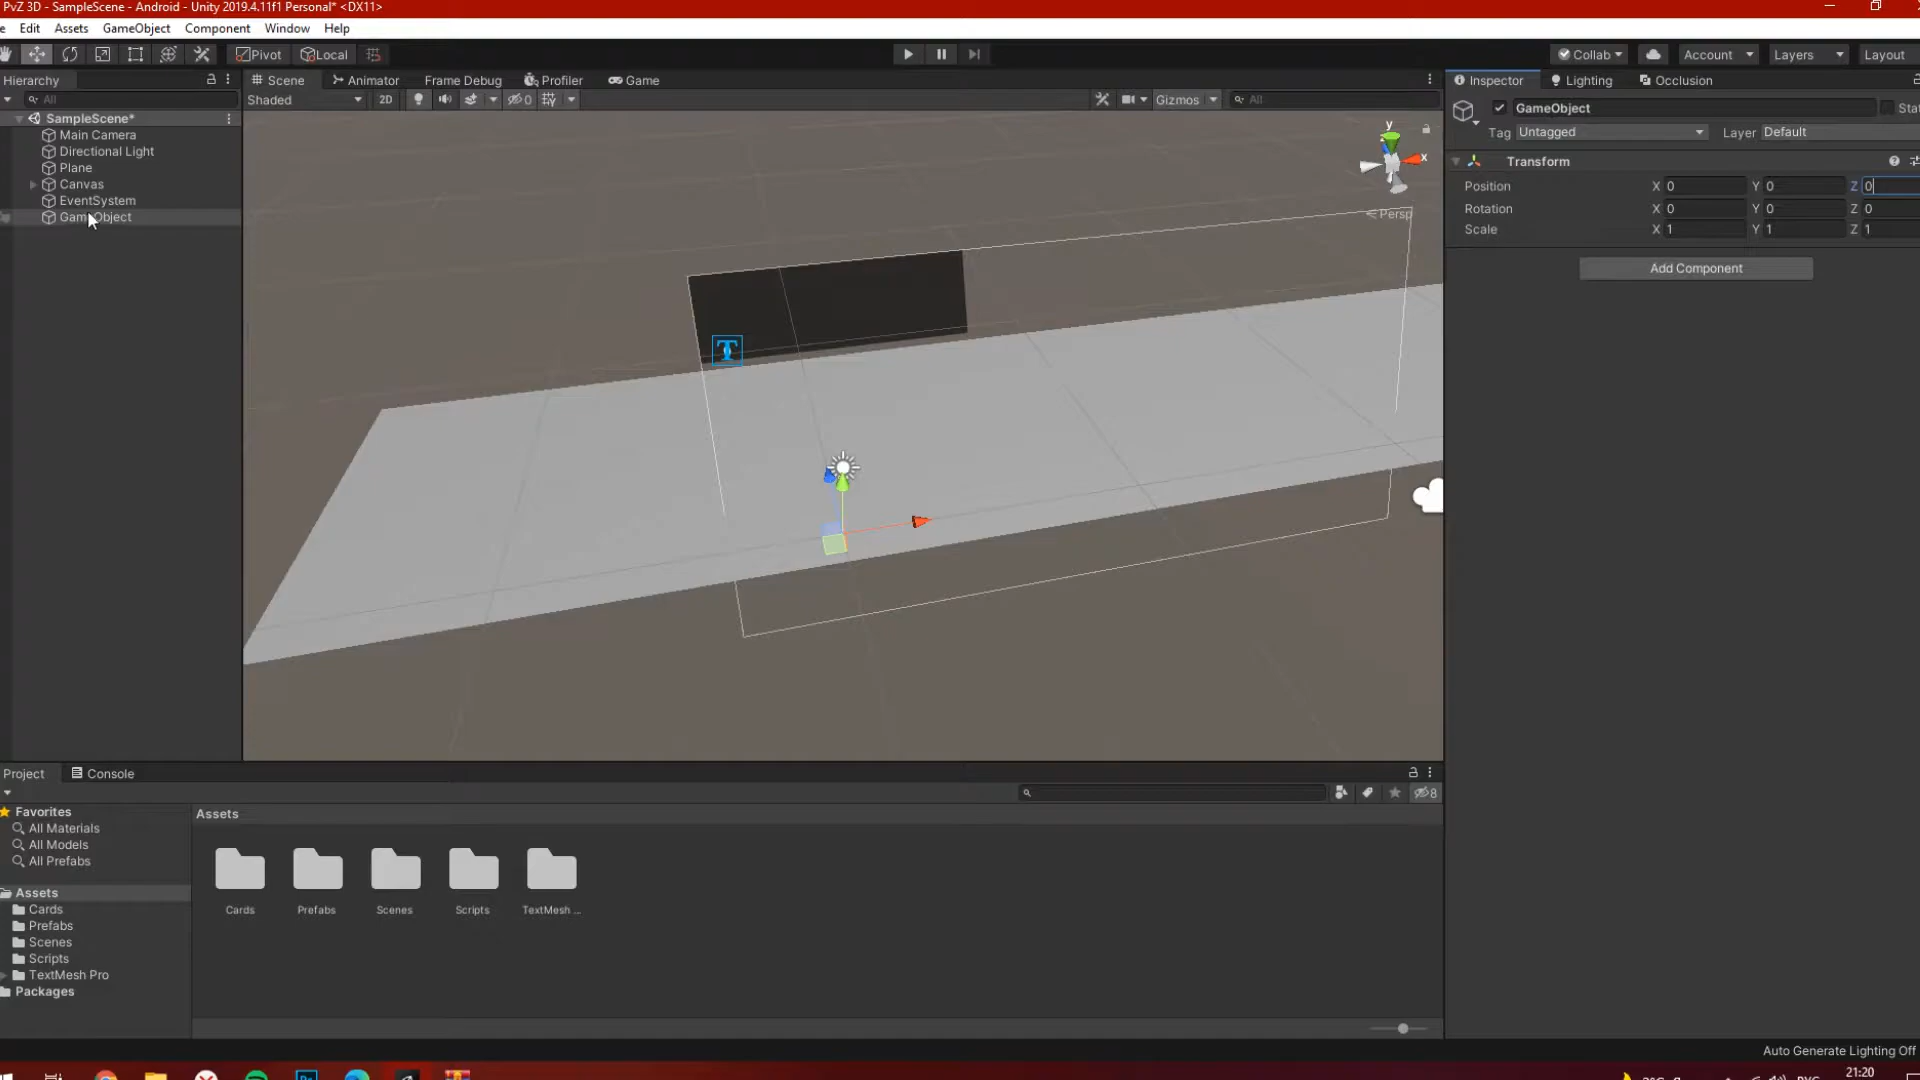 PvZ 3D - SampleScene - Android - Unity 2019.4.11f1 Personal* <DX11>
Edit Assets GameObject Component Window Help
Pivot Local Collab Account Layers Layout
Hierarchy Scene Animator Frame Debug Profiler Game Inspector Lighting Occlusion
All Shaded 2D 0 Gizmos All
SampleScene*
Main Camera
Directional Light
Plane
Canvas
EventSystem
GameObject
y
x
Persp
T
GameObject Stat
Tag Untagged Layer Default
Transform
Position X 0 Y 0 Z 0
Rotation X 0 Y 0 Z 0
Scale X 1 Y 1 Z 1
Add Component
Project Console
8
Favorites
All Materials
All Models
All Prefabs
Assets
Cards
Prefabs
Scenes
Scripts
TextMesh Pro
Packages
Assets
Cards Prefabs Scenes Scripts TextMesh ...
Auto Generate Lighting Off
21:20